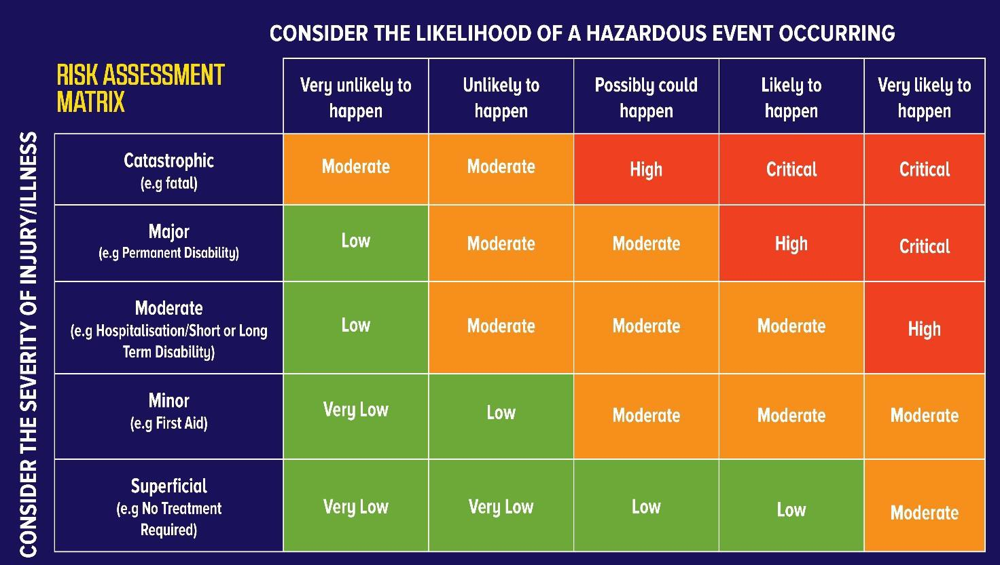 CONSIDER THE LIKELIHOOD OF A HAZARDOUS EVENT OCCURRING
RISK ASSESSMENT
MATRIX
Very unlikely to
happen
Unlikely to
happen
Possibly could
happen
Likely to
happen
Very likely to
happen
CONSIDER THE SEVERITY OF INJURY/ILLNESS
Catastrophic
(e.g fatal)
Moderate
Moderate
High
Critical
Critical
Major
(e.g Permanent Disability)
Low
Moderate
Moderate
High
Critical
Moderate
(e.g Hospitalisation/Short or Long
Term Disability)
Low
Moderate
Moderate
Moderate
High
Minor
(e.g First Aid)
Very Low
Low
Moderate
Moderate
Moderate
Superficial
(e.g No Treatment
Required)
Very Low
Very Low
Low
Low
Moderate